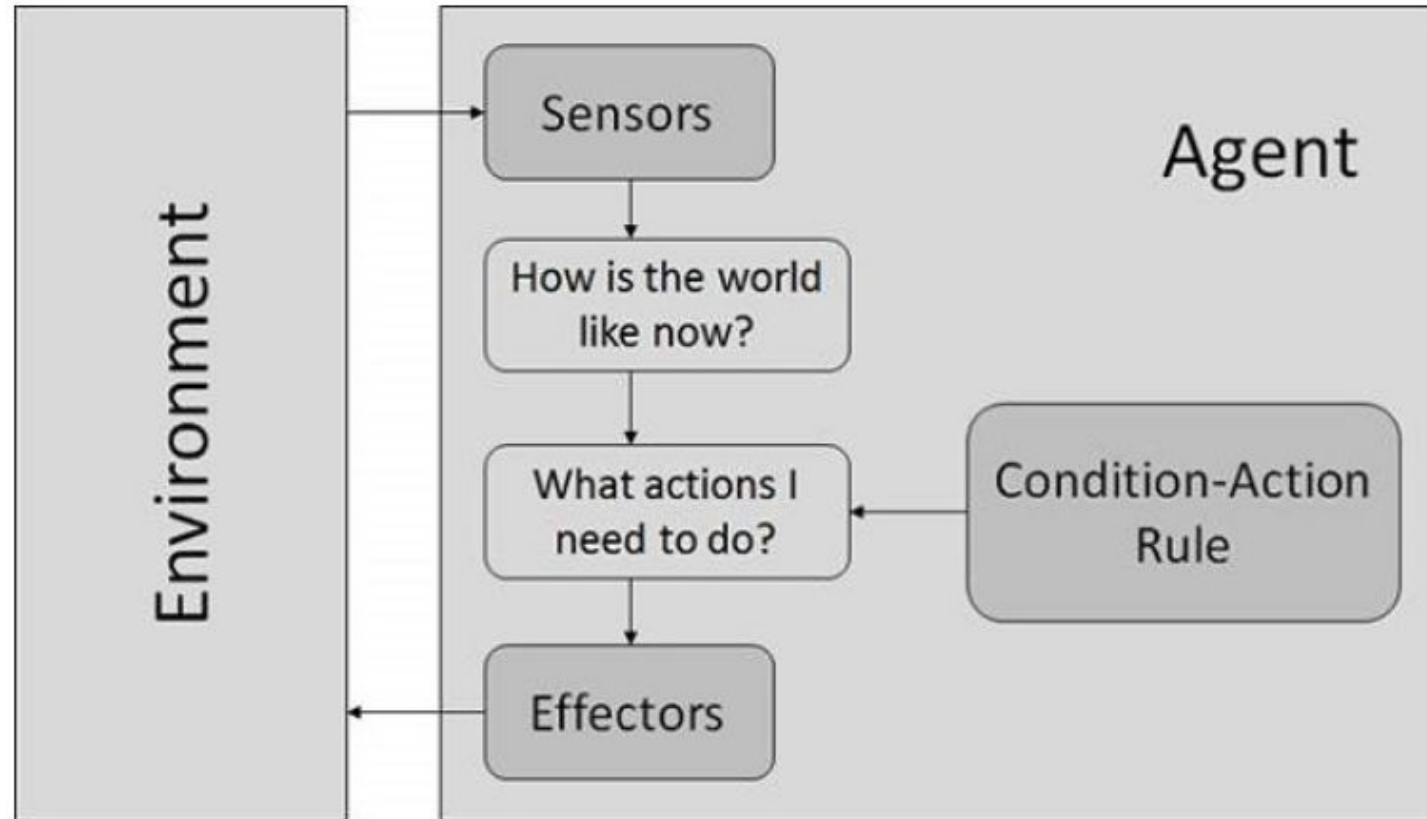 Environment
Sensors
Agent
How is the world
like now?
What actions I
need to do?
Condition-Action
Rule
Effectors